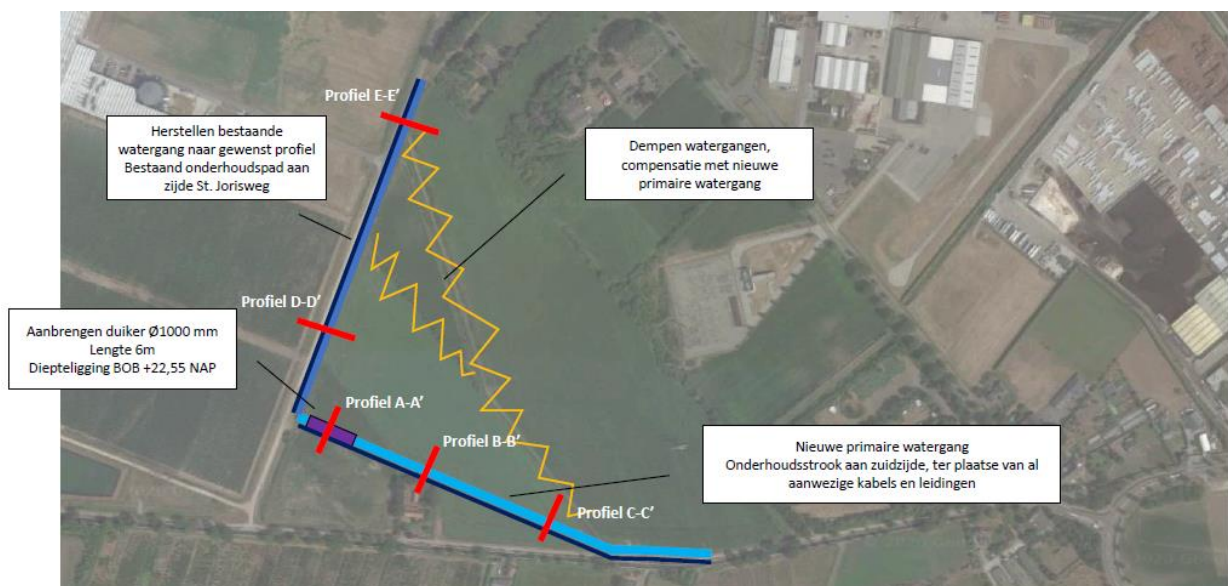 Profiel E-E’
Herstellen bestaande
watergang naar gewenst profiel
Bestaand onderhoudspad aan
zijde St. Jorisweg
Dempen watergangen,
compensatie met nieuwe
primaire watergang
Profiel D-D’
Aanbrengen duiker Ø1000 mm
Lengte 6m
Diepteligging BOB +22,55 NAP
Profiel A-A’
Profiel B-B’
Nieuwe primaire watergang
Onderhoudsstrook aan zuidzijde, ter plaatse van al
aanwezige kabels en leidingen
Profiel C-C’